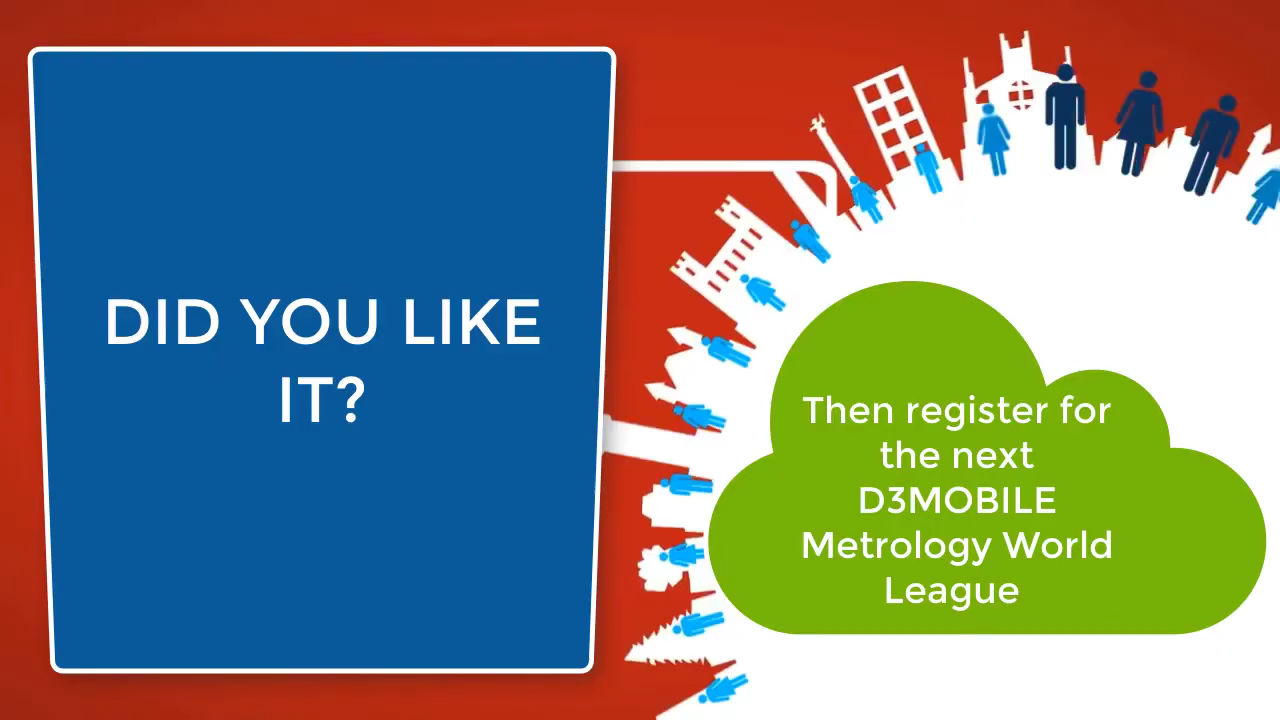 DID YOU LIKE
IT?
Then register for
the next
D3MOBILE
Metrology World
League